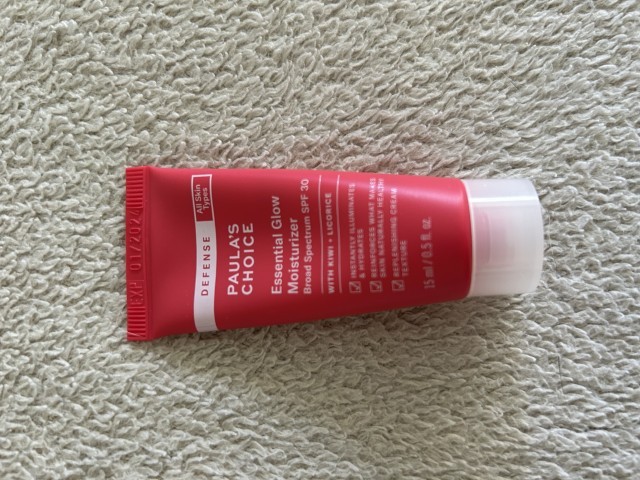 EXP 01/2024
DEFENSE
All Skin
Types
PAULA'S
CHOICE
Essential Glow
Moisturizer
Broad Spectrum SPF 30
WITH KIWI + LICORICE
INSTANTLY ILLUMINATES
& HYDRATES
REINFORCES WHAT MAKES
SKIN NATURALLY HEALTHY
REPLENISHING CREAM
TEXTURE
15 ml / 0.5 fl. oz.